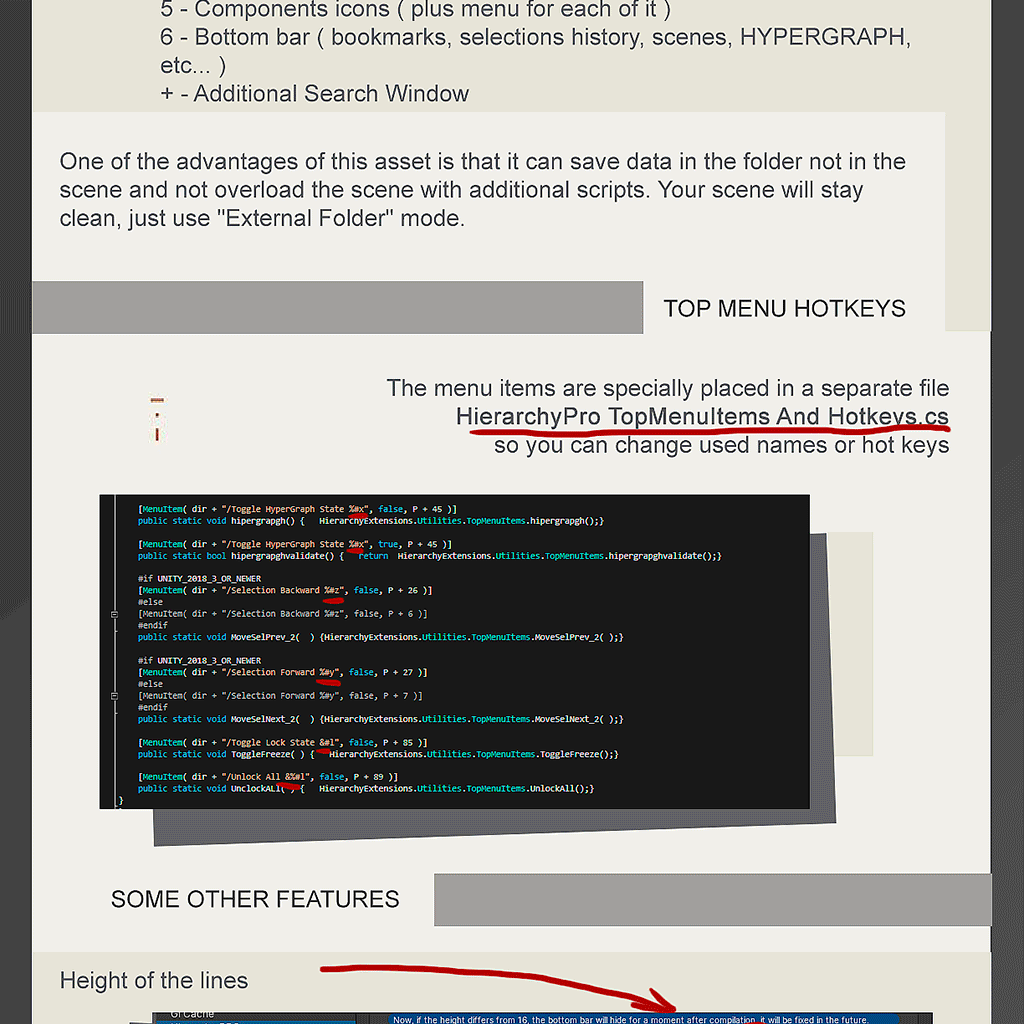 5 - Components icons ( plus menu for each of it )
6 - Bottom bar ( bookmarks, selections history, scenes, HYPERGRAPH,
etc... )
+ - Additional Search Window
One of the advantages of this asset is that it can save data in the folder not in the
scene and not overload the scene with additional scripts. Your scene will stay
clean, just use "External Folder" mode.
TOP MENU HOTKEYS
The menu items are specially placed in a separate file
HierarchyPro TopMenuItems And Hotkeys.cs
so you can change used names or hot keys
[MenuItem( dir + "/Toggle HyperGraph State %#x", false, P + 45 )]
public static void hipergrapgh() {   HierarchyExtensions.Utilities.TopMenuItems.hipergrapgh();}
[MenuItem( dir + "/Toggle HyperGraph State %#x", true, P + 45 )]
public static bool hipergrapghvalidate() {   return  HierarchyExtensions.Utilities.TopMenuItems.hipergrapghvalidate();}
#if UNITY_2018_3_OR_NEWER
[MenuItem( dir + "/Selection Backward %#z", false, P + 26 )]
#else
[MenuItem( dir + "/Selection Backward %#z", false, P + 6 )]
#endif
public static void MoveSelPrev_2(  ) {HierarchyExtensions.Utilities.TopMenuItems.MoveSelPrev_2( );}
#if UNITY_2018_3_OR_NEWER
[MenuItem( dir + "/Selection Forward %#y", false, P + 27 )]
#else
[MenuItem( dir + "/Selection Forward %#y", false, P + 7 )]
#endif
public static void MoveSelNext_2(  ) {HierarchyExtensions.Utilities.TopMenuItems.MoveSelNext_2( );}
[MenuItem( dir + "/Toggle Lock State &#l", false, P + 85 )]
public static void ToggleFreeze( ) {   HierarchyExtensions.Utilities.TopMenuItems.ToggleFreeze();}
[MenuItem( dir + "/Unlock All &%#l", false, P + 89 )]
public static void UnclockALl( ) {   HierarchyExtensions.Utilities.TopMenuItems.UnlockAll();}
}
SOME OTHER FEATURES
Height of the lines
GI Cache
Now, if the height differs from 16, the bottom bar will hide for a moment after compilation, it will be fixed in the future.